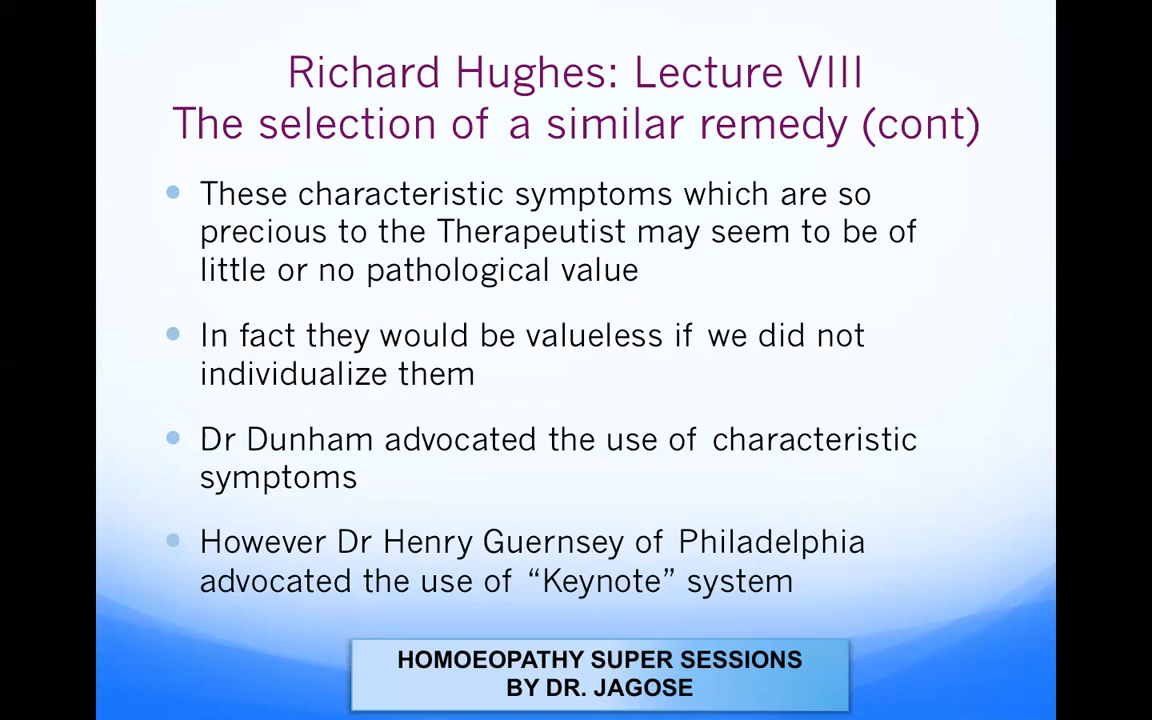 Richard Hughes: Lecture VIII
The selection of a similar remedy (cont)
These characteristic symptoms which are so
precious to the Therapeutist may seem to be of
little or no pathological value
In fact they would be valueless if we did not
individualize them
Dr Dunham advocated the use of characteristic
symptoms
However Dr Henry Guernsey of Philadelphia
advocated the use of “Keynote” system
HOMOEOPATHY SUPER SESSIONS
BY DR. JAGOSE